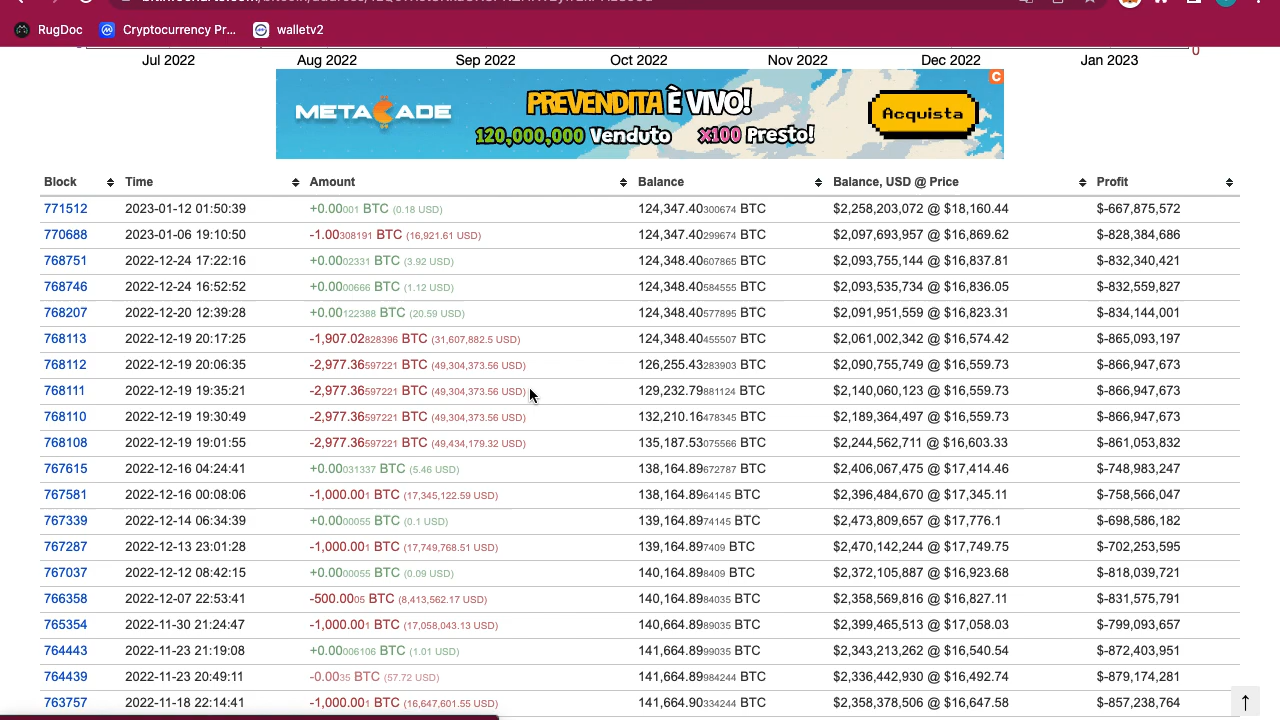 RugDoc Cryptocurrency Pr... walletv2
0
Jul 2022 Aug 2022 Sep 2022 Oct 2022 Nov 2022 Dec 2022 Jan 2023
METACADE PREVENDITA È VIVO! Acquista
120,000,000 Venduto x100 Presto!
C
Block Time Amount Balance Balance, USD @ Price Profit
771512 2023-01-12 01:50:39 +0.00001 BTC (0.18 USD) 124,347.40300674 BTC $2,258,203,072 @ $18,160.44 $-667,875,572
770688 2023-01-06 19:10:50 -1.00308191 BTC (16,921.61 USD) 124,347.40299674 BTC $2,097,693,957 @ $16,869.62 $-828,384,686
768751 2022-12-24 17:22:16 +0.0002331 BTC (3.92 USD) 124,348.40607865 BTC $2,093,755,144 @ $16,837.81 $-832,340,421
768746 2022-12-24 16:52:52 +0.0000666 BTC (1.12 USD) 124,348.40584555 BTC $2,093,535,734 @ $16,836.05 $-832,559,827
768207 2022-12-20 12:39:28 +0.00122388 BTC (20.59 USD) 124,348.40577895 BTC $2,091,951,559 @ $16,823.31 $-834,144,001
768113 2022-12-19 20:17:25 -1,907.02828396 BTC (31,607,882.5 USD) 124,348.40455507 BTC $2,061,002,342 @ $16,574.42 $-865,093,197
768112 2022-12-19 20:06:35 -2,977.36597221 BTC (49,304,373.56 USD) 126,255.43283903 BTC $2,090,755,749 @ $16,559.73 $-866,947,673
768111 2022-12-19 19:35:21 -2,977.36597221 BTC (49,304,373.56 USD) 129,232.79881124 BTC $2,140,060,123 @ $16,559.73 $-866,947,673
768110 2022-12-19 19:30:49 -2,977.36597221 BTC (49,304,373.56 USD) 132,210.16478345 BTC $2,189,364,497 @ $16,559.73 $-866,947,673
768108 2022-12-19 19:01:55 -2,977.36597221 BTC (49,434,179.32 USD) 135,187.53075566 BTC $2,244,562,711 @ $16,603.33 $-861,053,832
767615 2022-12-16 04:24:41 +0.00031337 BTC (5.46 USD) 138,164.89672787 BTC $2,406,067,475 @ $17,414.46 $-748,983,247
767581 2022-12-16 00:08:06 -1,000.001 BTC (17,345,122.59 USD) 138,164.8964145 BTC $2,396,484,670 @ $17,345.11 $-758,566,047
767339 2022-12-14 06:34:39 +0.0000055 BTC (0.1 USD) 139,164.8974145 BTC $2,473,809,657 @ $17,776.1 $-698,586,182
767287 2022-12-13 23:01:28 -1,000.001 BTC (17,749,768.51 USD) 139,164.897409 BTC $2,470,142,244 @ $17,749.75 $-702,253,595
767037 2022-12-12 08:42:15 +0.0000055 BTC (0.09 USD) 140,164.898409 BTC $2,372,105,887 @ $16,923.68 $-818,039,721
766358 2022-12-07 22:53:41 -500.0005 BTC (8,413,562.17 USD) 140,164.8984035 BTC $2,358,569,816 @ $16,827.11 $-831,575,791
765354 2022-11-30 21:24:47 -1,000.001 BTC (17,058,043.13 USD) 140,664.8989035 BTC $2,399,465,513 @ $17,058.03 $-799,093,657
764443 2022-11-23 21:19:08 +0.00006106 BTC (1.01 USD) 141,664.8999035 BTC $2,343,213,262 @ $16,540.54 $-872,403,951
764439 2022-11-23 20:49:11 -0.0035 BTC (57.72 USD) 141,664.89984244 BTC $2,336,442,930 @ $16,492.74 $-879,174,281
763757 2022-11-18 22:14:41 -1,000.001 BTC (16,647,601.55 USD) 141,664.90334244 BTC $2,358,378,506 @ $16,647.58 $-857,238,764